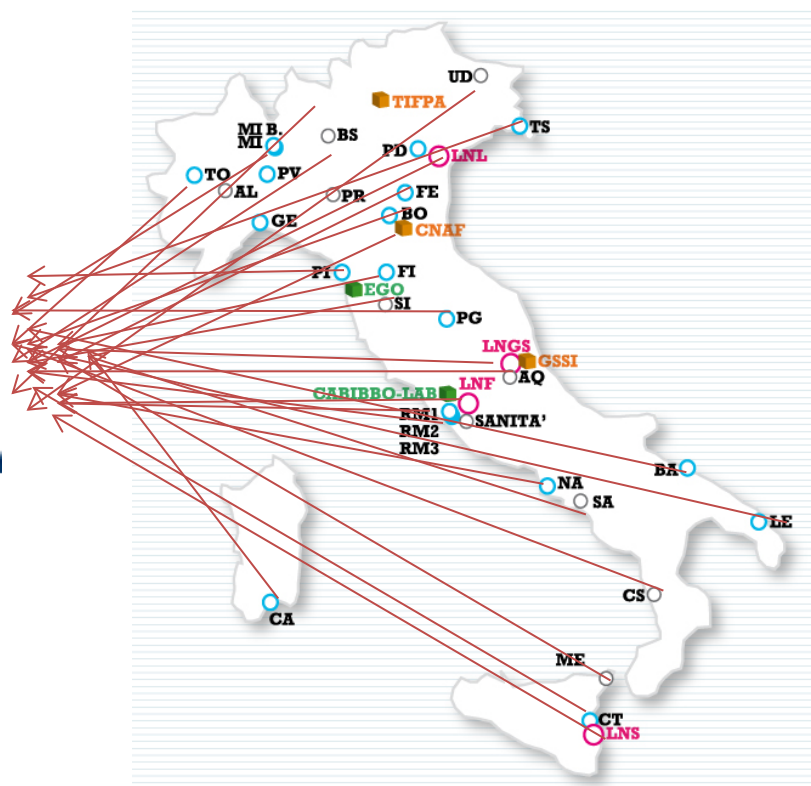 UD
TIFPA
TS
MI B.
MI
BS
PD
LNL
TO
PV
AL
PR
FE
GE
BO
CNAF
PI
FI
EGO
SI
PG
LNGS
GSSI
AQ
LNF
CABIBBO-LAB
RM1
SANITA'
RM2
RM3
BA
NA
SA
LE
CS
CA
ME
CT
LNS